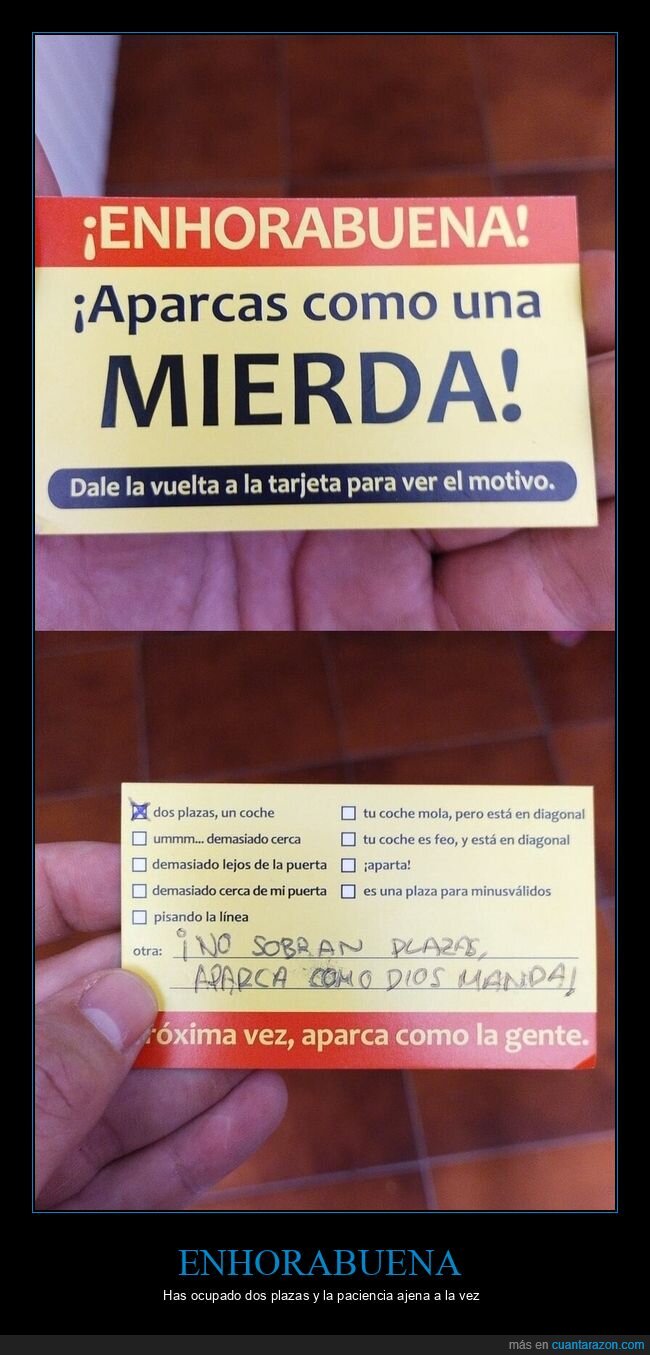 ¡ENHORABUENA!
¡Aparcas como una
MIERDA!
Dale la vuelta a la tarjeta para ver el motivo.
dos plazas, un coche
ummm... demasiado cerca
demasiado lejos de la puerta
demasiado cerca de mi puerta
pisando la línea
tu coche mola, pero está en diagonal
tu coche es feo, y está en diagonal
¡aparta!
es una plaza para minusválidos
otra: ¡NO SOBRAN PLAZAS,
APARCA COMO DIOS MANDA!
vez, aparca como la gente.
ENHORABUENA
Has ocupado dos plazas y la paciencia ajena a la vez
más en cuantarazon.com